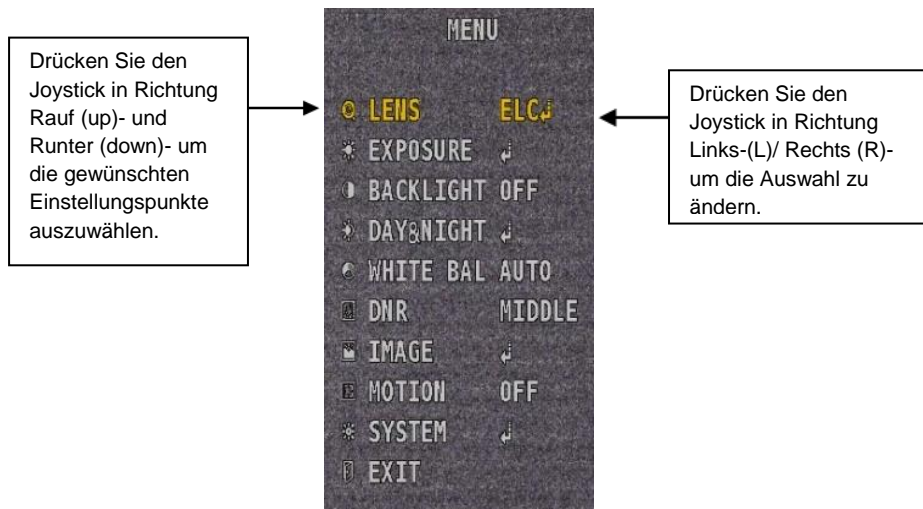 Drücken Sie den
Joystick in Richtung
Rauf (up)- und
Runter (down)- um
die gewünschten
Einstellungspunkte
auszuwählen.
MENU
LENS ELC↲
EXPOSURE ↲
BACKLIGHT OFF
DAY&NIGHT ↲
WHITE BAL AUTO
DNR MIDDLE
IMAGE ↲
MOTION OFF
SYSTEM ↲
EXIT
Drücken Sie den
Joystick in Richtung
Links-(L)/ Rechts (R)-
um die Auswahl zu
ändern.